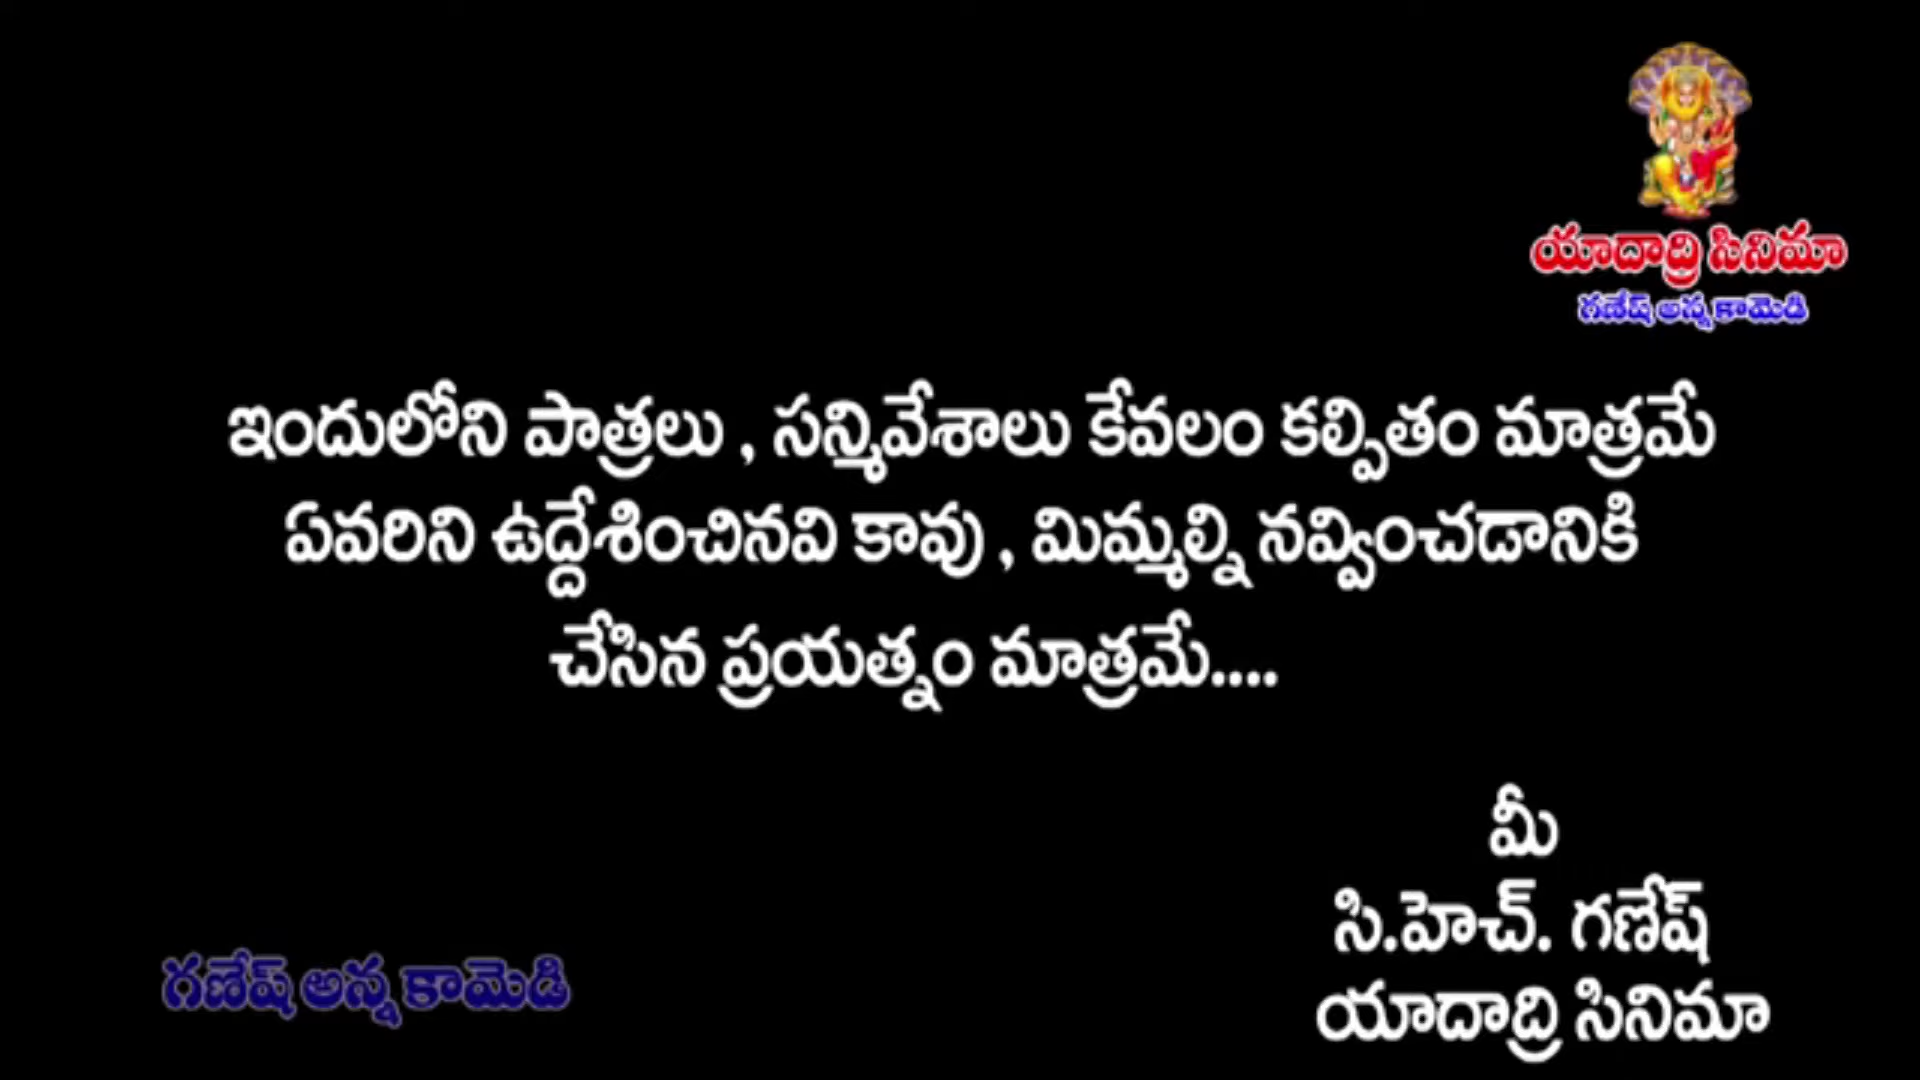 యాదాద్రి సినిమా
గణేష్ అన్న కామెడి
ఇందులోని పాత్రలు , సన్మివేశాలు కేవలం కల్పితం మాత్రమే
ఏవరిని ఉద్దేశించినవి కావు , మిమ్మల్ని నవ్వించడానికి
చేసిన ప్రయత్నం మాత్రమే....
మీ
సి.హెచ్. గణేష్
యాదాద్రి సినిమా
గణేష్ అన్న కామెడి